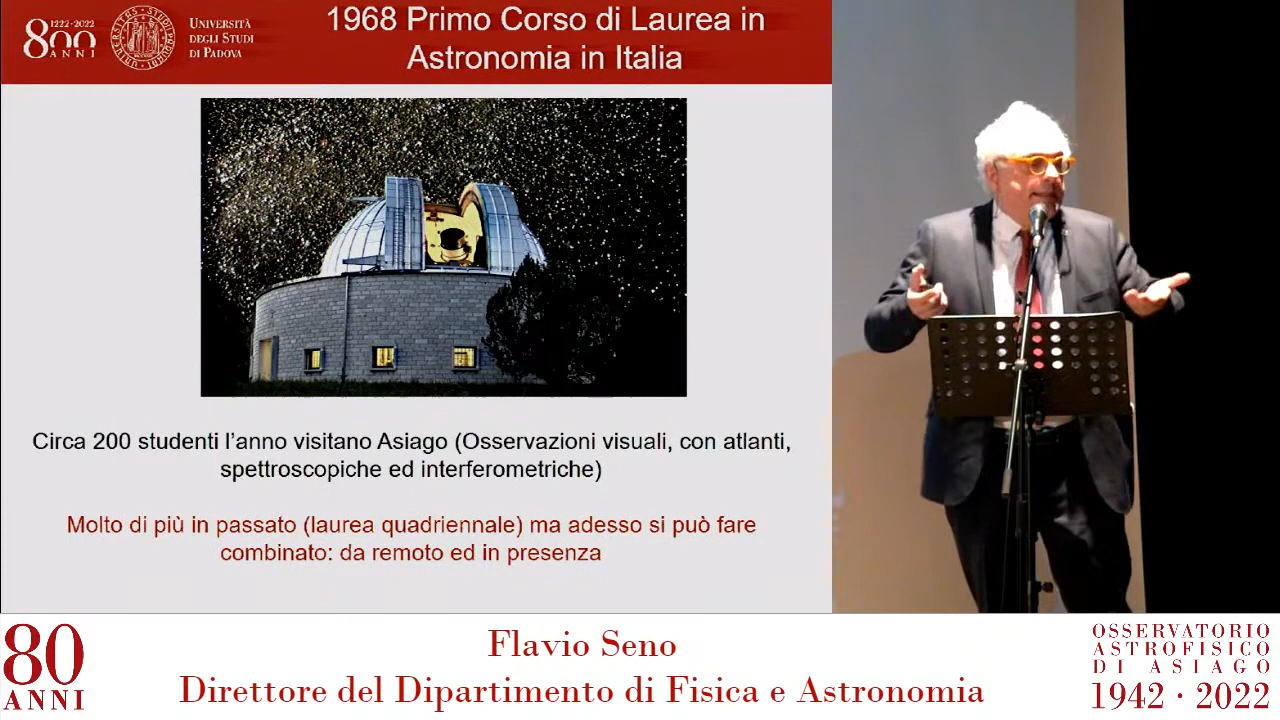 1222·2022
800
ANNI
UNIVERSITÀ
DEGLI STUDI
DI PADOVA
1968 Primo Corso di Laurea in
Astronomia in Italia
Circa 200 studenti l'anno visitano Asiago (Osservazioni visuali, con atlanti,
spettroscopiche ed interferometriche)
Molto di più in passato (laurea quadriennale) ma adesso si può fare
combinato: da remoto ed in presenza
80
ANNI
Flavio Seno
Direttore del Dipartimento di Fisica e Astronomia
OSSERVATORIO
ASTROFISICO
DI ASIAGO
1942 · 2022